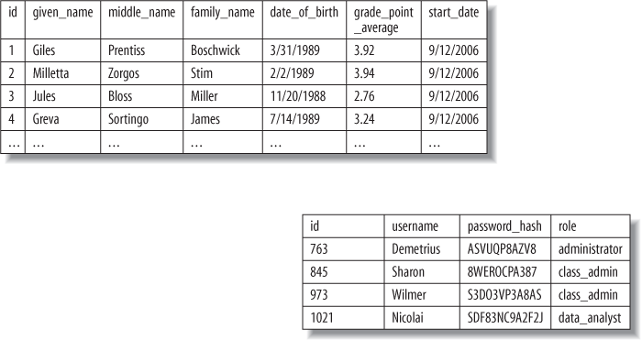 id given_name middle_name family_name date_of_birth grade_point_average start_date
1 Giles Prentiss Boschwick 3/31/1989 3.92 9/12/2006
2 Milletta Zorgos Stim 2/2/1989 3.94 9/12/2006
3 Jules Bloss Miller 11/20/1988 2.76 9/12/2006
4 Greva Sortingo James 7/14/1989 3.24 9/12/2006
... ... ... ... ... ... ...
id username password_hash role
763 Demetrius ASVUQP8AZV8 administrator
845 Sharon 8WEROCPA387 class_admin
973 Wilmer S3DO3VP3A8AS class_admin
1021 Nicolai SDF83NC9A2F2J data_analyst